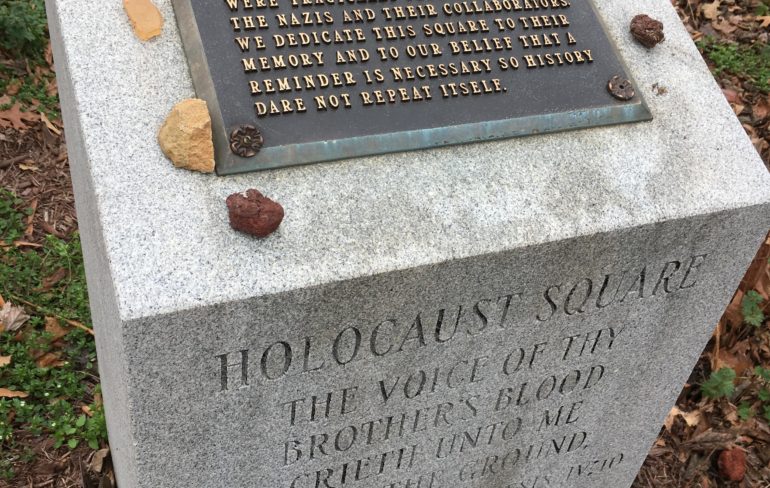 WERE
THE NAZIS AND THEIR COLLABORATORS.
WE DEDICATE THIS SQUARE TO THEIR
MEMORY AND TO OUR BELIEF THAT A
REMINDER IS NECESSARY SO HISTORY
DARE NOT REPEAT ITSELF.
HOLOCAUST SQUARE
THE VOICE OF THY
BROTHER'S BLOOD
CRIETH UNTO ME
THE GROUND.